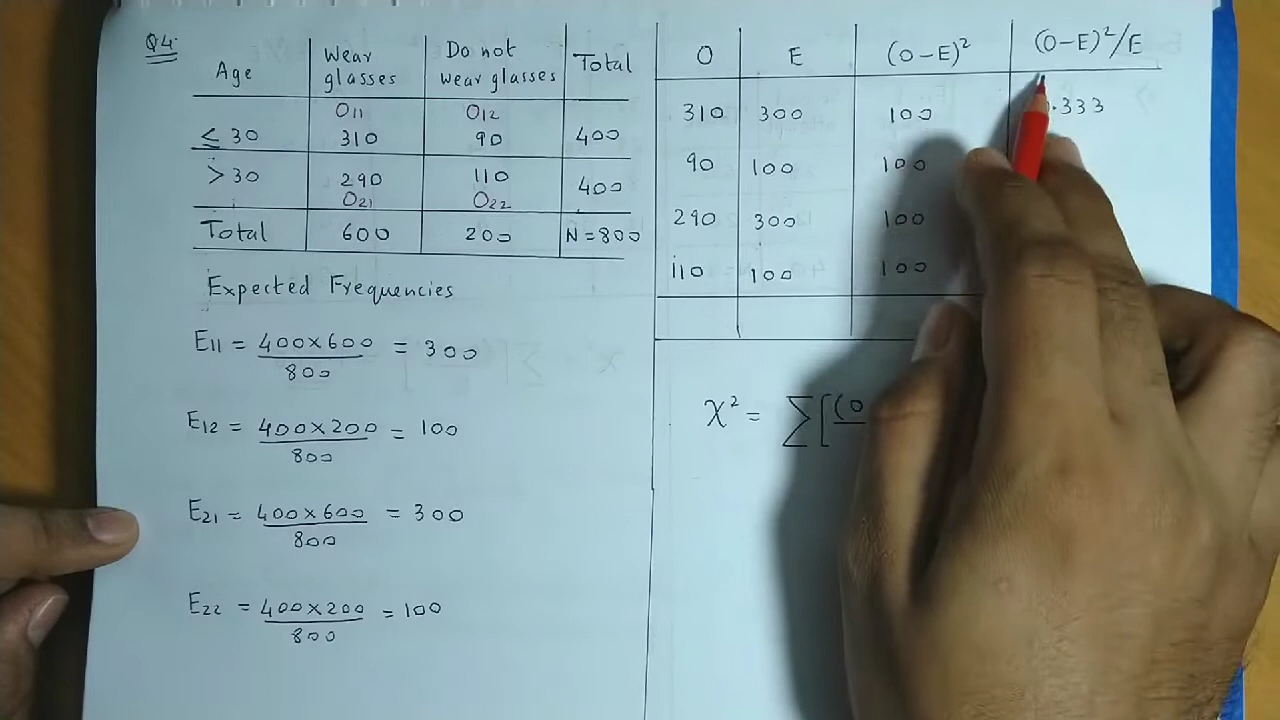 Q4.
Age Wear glasses Do not wear glasses Total
O11 O12
≤ 30 310 90 400
> 30 290 110 400
O21 O22
Total 600 200 N = 800
Expected Frequencies
E11 = 400×600/800 = 300
E12 = 400×200/800 = 100
E21 = 400×600/800 = 300
E22 = 400×200/800 = 100
O E (O-E)² (O-E)²/E
310 300 100 .333
90 100 100
290 300 100
110 100 100
χ² = Σ[(O